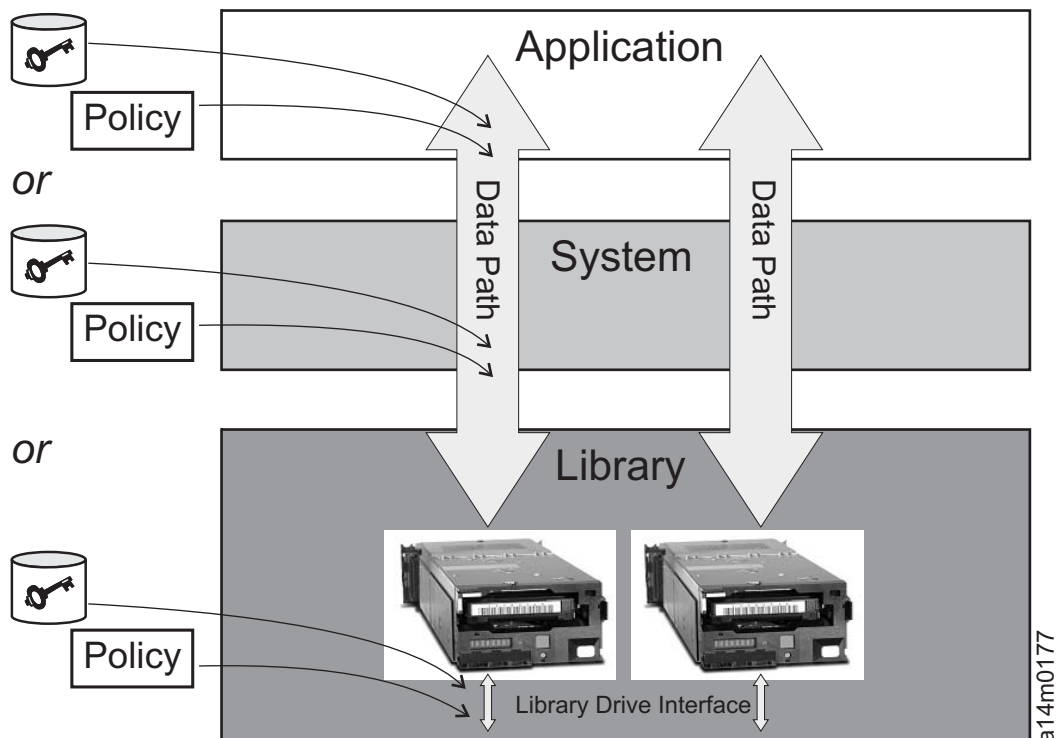 Application
Policy
or
Data Path
Data Path
System
Policy
or
Library
Policy
Library Drive Interface
a14m0177